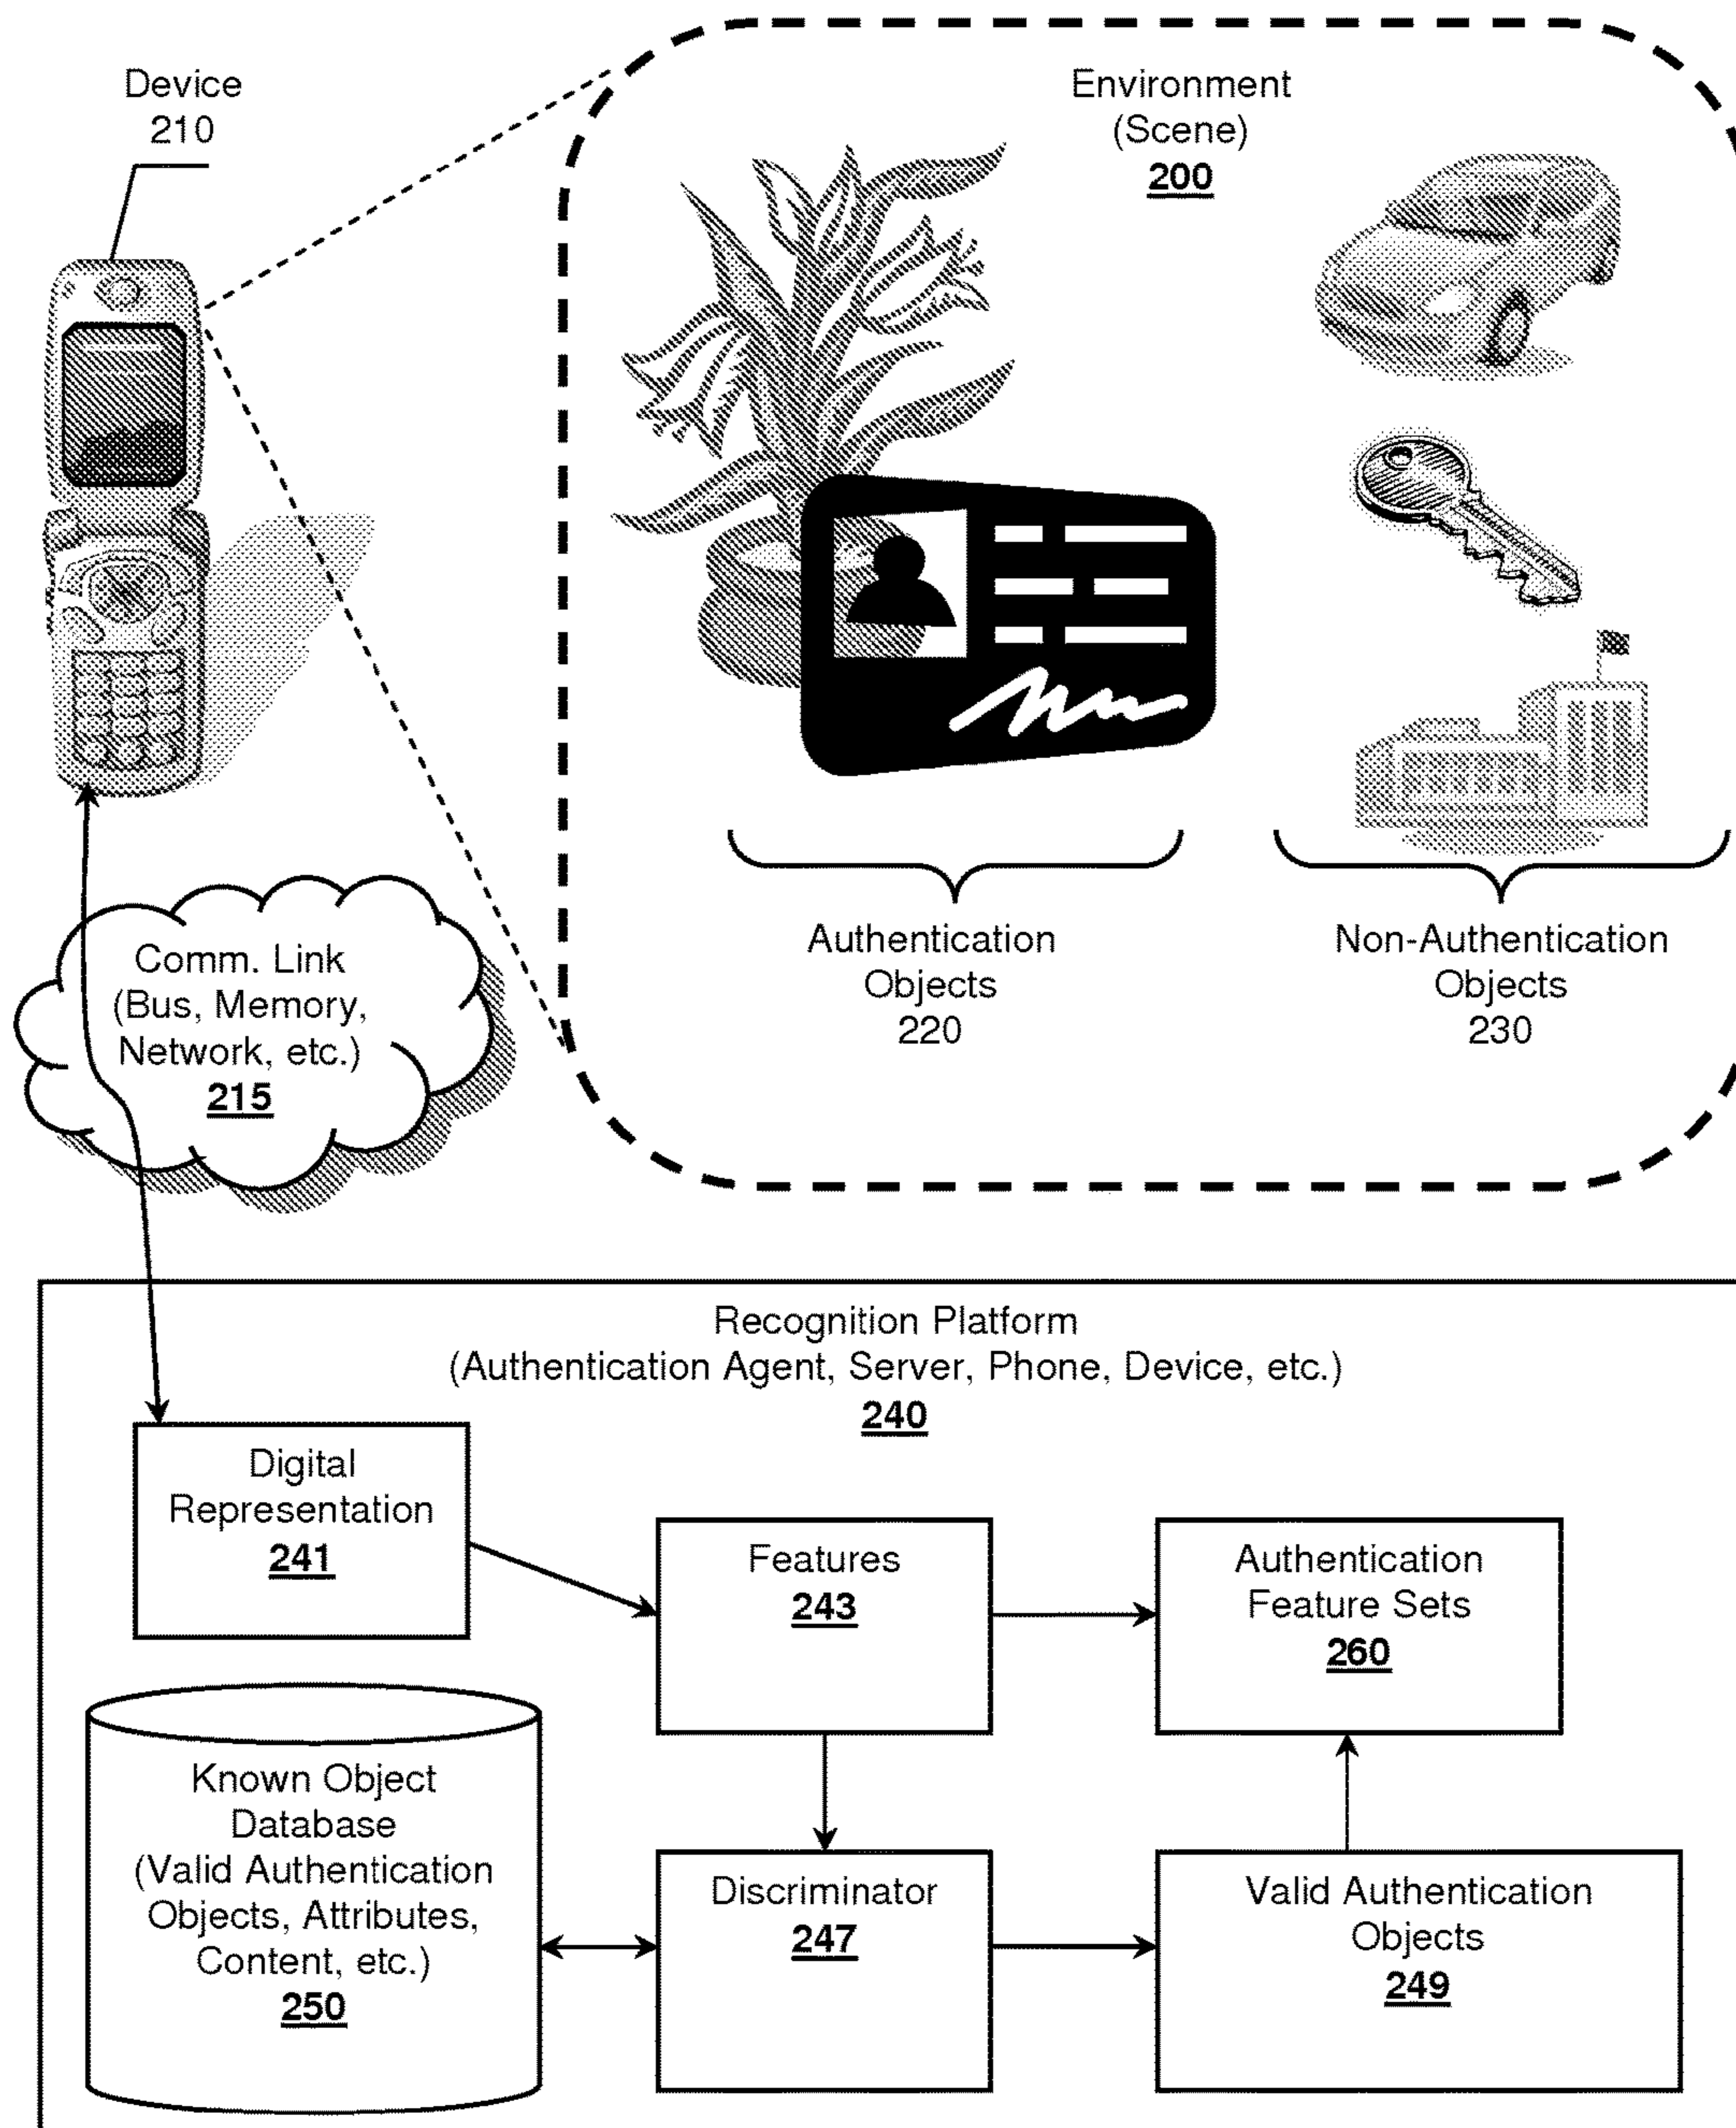 Device
210
Environment
(Scene)
200
Authentication
Objects
220
Non-Authentication
Objects
230
Comm. Link
(Bus, Memory,
Network, etc.)
215
Recognition Platform
(Authentication Agent, Server, Phone, Device, etc.)
240
Digital
Representation
241
Features
243
Authentication
Feature Sets
260
Known Object
Database
(Valid Authentication
Objects, Attributes,
Content, etc.)
250
Discriminator
247
Valid Authentication
Objects
249